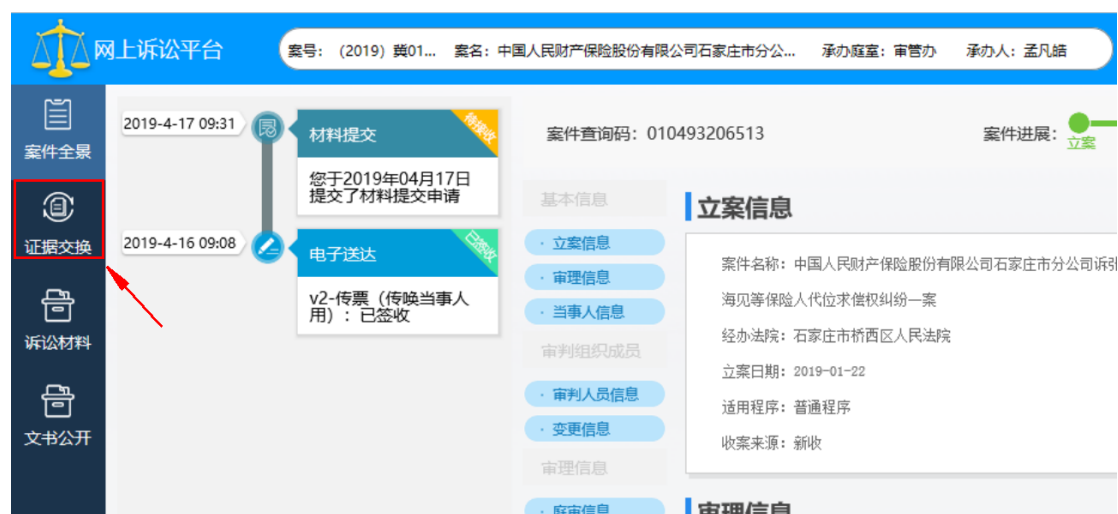 网上诉讼平台
案号：（2019）冀01... 案名：中国人民财产保险股份有限公司石家庄市分公... 承办庭室：审管办 承办人：孟凡皓
案件全景
证据交换
诉讼材料
文书公开
2019-4-17 09:31
材料提交
待接收
您于2019年04月17日
提交了材料提交申请
2019-4-16 09:08
电子送达
已签收
v2-传票（传唤当事人
用）：已签收
案件查询码：010493206513
案件进展：
立案
基本信息
· 立案信息
· 审理信息
· 当事人信息
审判组织成员
· 审判人员信息
· 变更信息
审理信息
· 庭审信息
立案信息
案件名称：中国人民财产保险股份有限公司石家庄市分公司诉张
海见等保险人代位求偿权纠纷一案
经办法院：石家庄市桥西区人民法院
立案日期：2019-01-22
适用程序：普通程序
收案来源：新收
审理信息